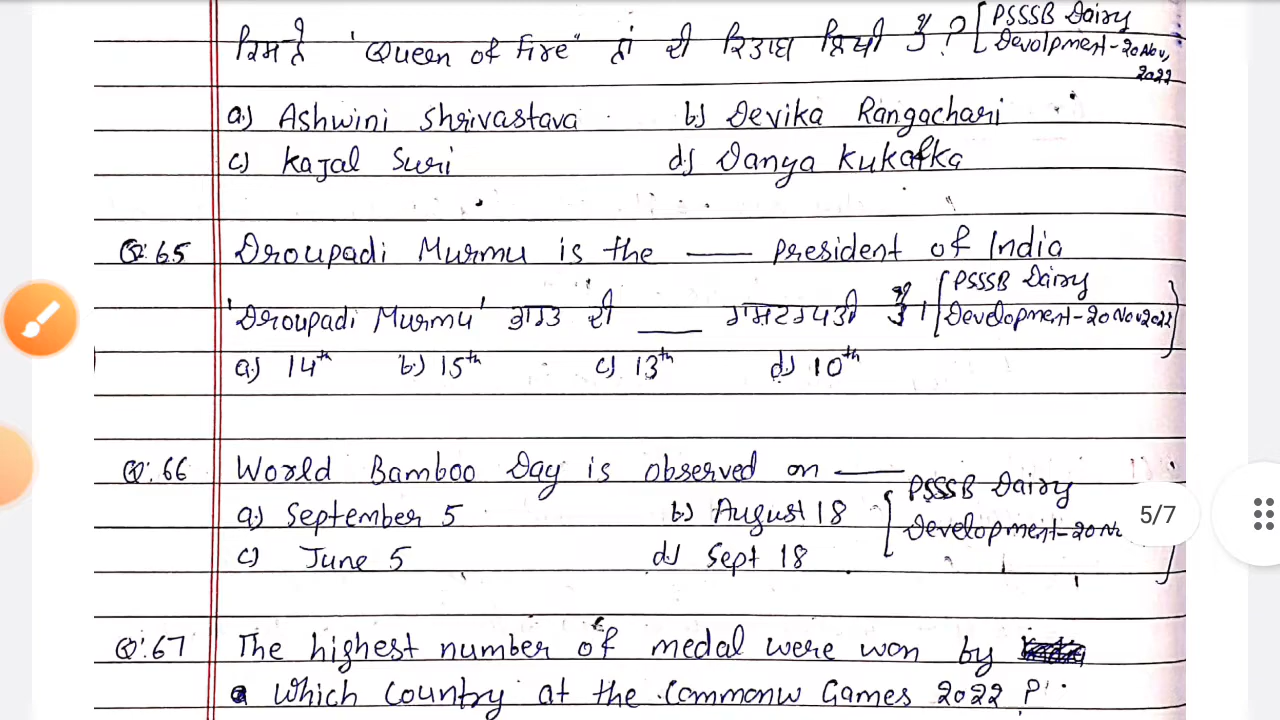 ਕਿਸਨੇ 'Queen of Fire" ਨਾਂ ਦੀ ਕਿਤਾਬ ਲਿਖੀ ਹੈ ? [PSSSB Dairy
Devolpment-20 Nov,
2022
a.) Ashwini Shrivastava b.) Devika Rangachari
c.) Kajal Suri d.) Danya Kukafka
Q.65 Droupadi Murmu is the ___ president of India
'Droupadi Murmu' ਭਾਰਤ ਦੀ ___ ਰਾਸ਼ਟਰਪਤੀ ਹੈ। [PSSSB Dairy
Development-20 Nov 2022]
a.) 14th b.) 15th c.) 13th d.) 10th
Q.66 World Bamboo Day is observed on ___
[PSSSB Dairy
a.) September 5 b.) August 18
Development-20 N
c.) June 5 d.) Sept 18
5/7
Q.67 The highest number of medal were won by
which country at the Commonw Games 2022